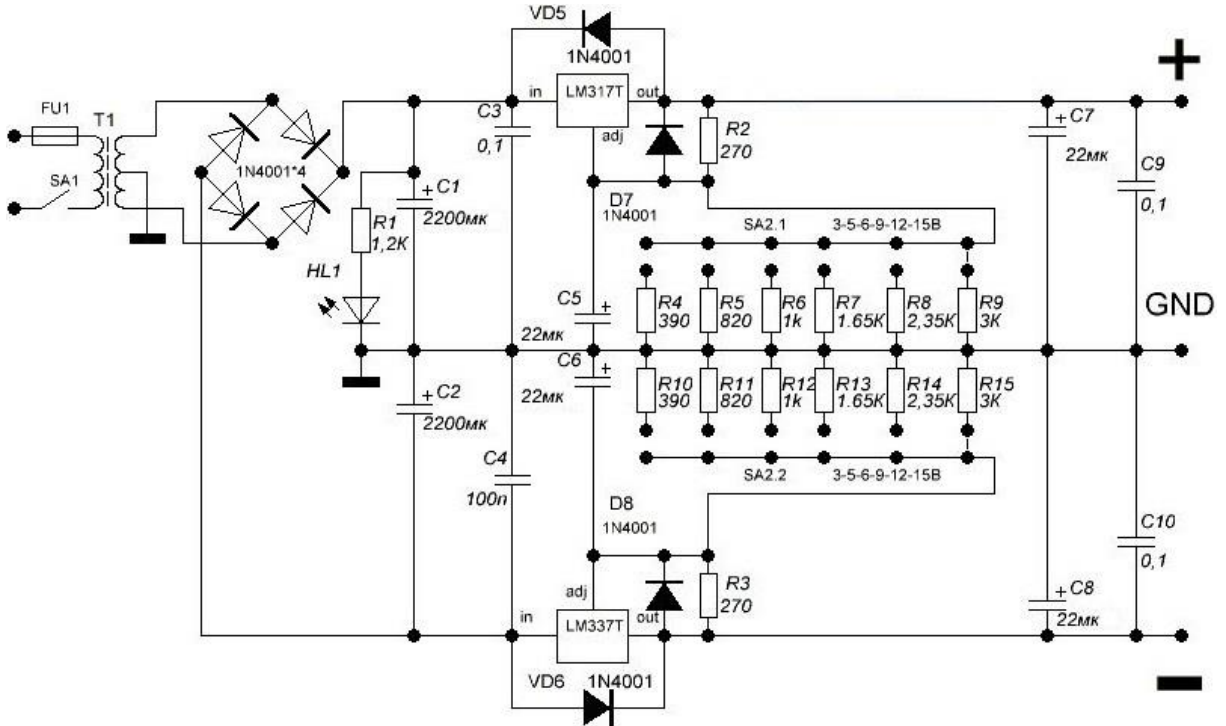 VD5
1N4001
+
in
LM317T
out
adj
FU1
T1
SA1
1N4001*4
C3
0,1
R2
270
+ C7
22мк
C9
0,1
+ C1
2200мк
R1
1,2K
HL1
D7
1N4001
SA2.1
3-5-6-9-12-15В
C5
+
22мк
R4
390
R5
820
R6
1k
R7
1.65K
R8
2,35K
R9
3K
GND
C6
+
22мк
R10
390
R11
820
R12
1k
R13
1.65K
R14
2,35K
R15
3K
+ C2
2200мк
C4
100n
SA2.2
3-5-6-9-12-15В
D8
1N4001
C10
0,1
adj
in
LM337T
out
R3
270
+ C8
22мк
VD6
1N4001
−